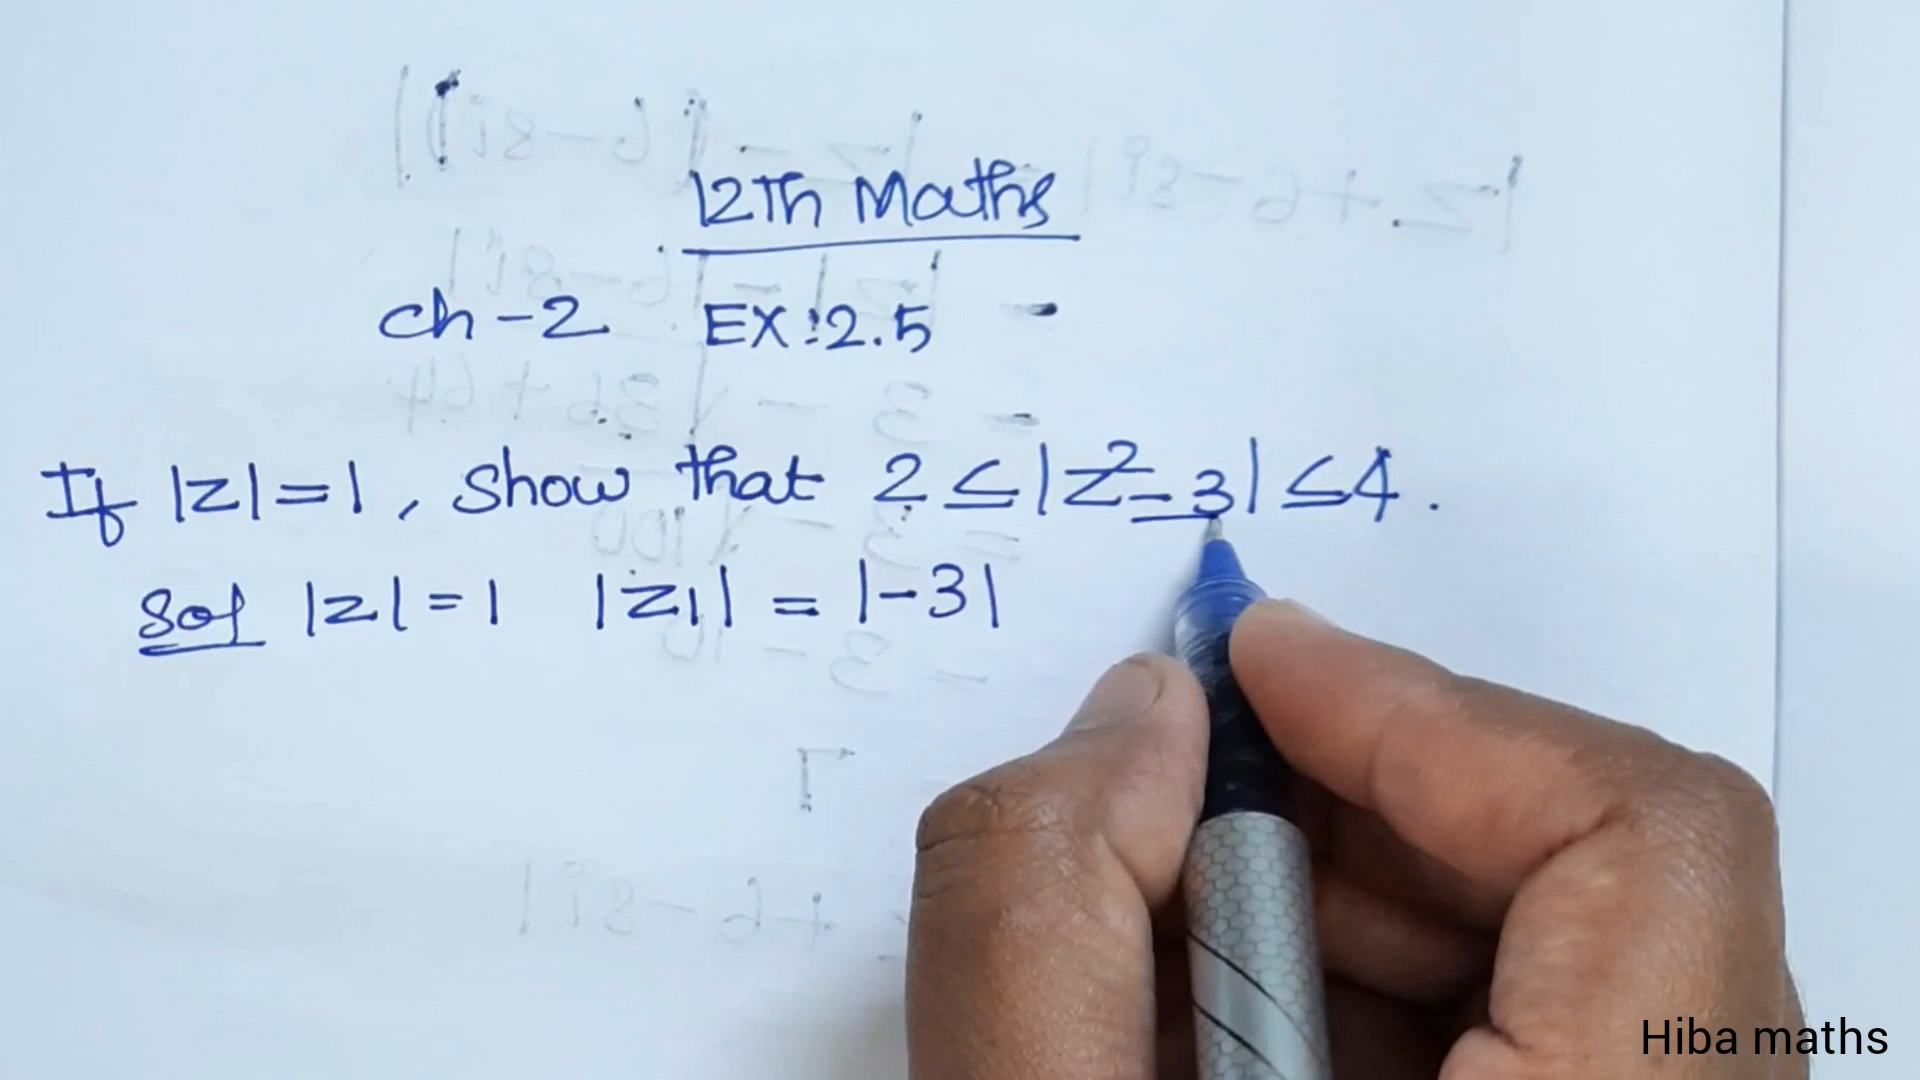 12Th Maths
ch-2 EX:2.5
If |z|=1, show that 2 ≤ |z²-3| ≤ 4.
Sol |z|=1 |z₁| = |-3|
Hiba maths